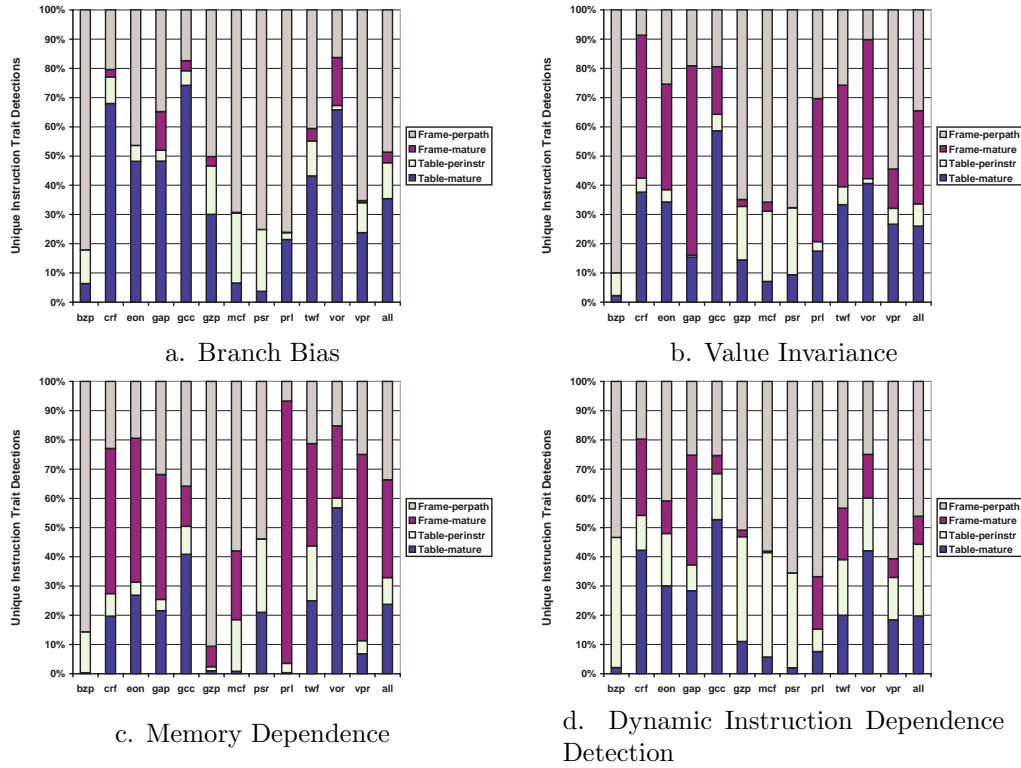 Unique Instruction Trait Detections
100%
90%
80%
70%
60%
50%
40%
30%
20%
10%
0%
bzp crf eon gap gcc gzp mcf psr prl twf vor vpr all
Frame-perpath
Frame-mature
Table-perinstr
Table-mature
a. Branch Bias
Unique Instruction Trait Detections
100%
90%
80%
70%
60%
50%
40%
30%
20%
10%
0%
bzp crf eon gap gcc gzp mcf psr prl twf vor vpr all
Frame-perpath
Frame-mature
Table-perinstr
Table-mature
b. Value Invariance
Unique Instruction Trait Detections
100%
90%
80%
70%
60%
50%
40%
30%
20%
10%
0%
bzp crf eon gap gcc gzp mcf psr prl twf vor vpr all
Frame-perpath
Frame-mature
Table-perinstr
Table-mature
c. Memory Dependence
Unique Instruction Trait Detections
100%
90%
80%
70%
60%
50%
40%
30%
20%
10%
0%
bzp crf eon gap gcc gzp mcf psr prl twf vor vpr all
Frame-perpath
Frame-mature
Table-perinstr
Table-mature
d. Dynamic Instruction Dependence
Detection